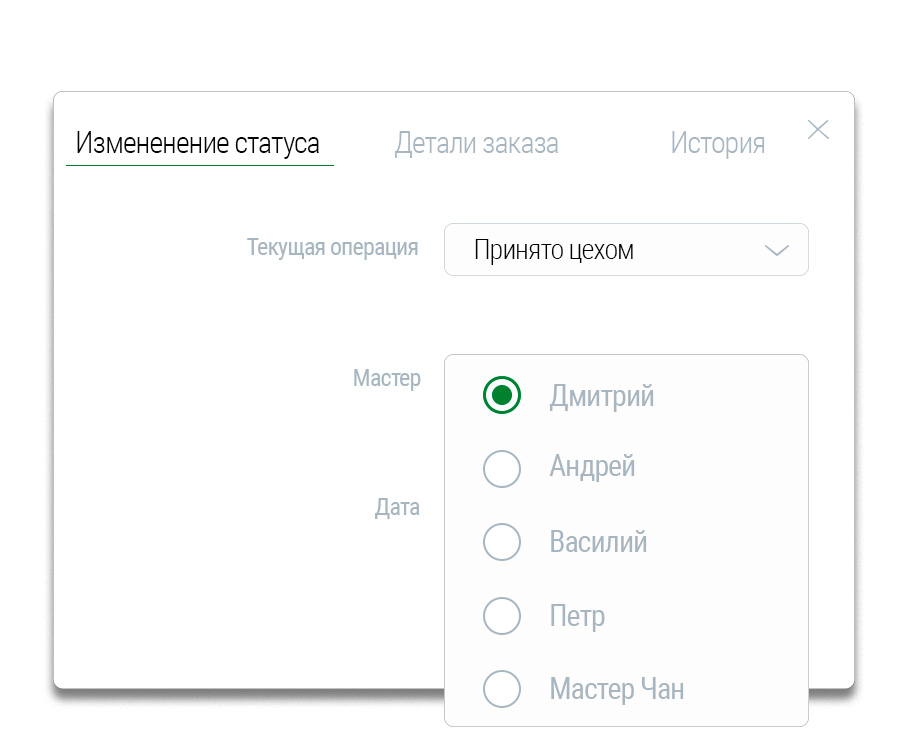 Измененение статуса Детали заказа История
Текущая операция Принято цехом
Мастер Дмитрий
Андрей
Дата
Василий
Петр
Мастер Чан